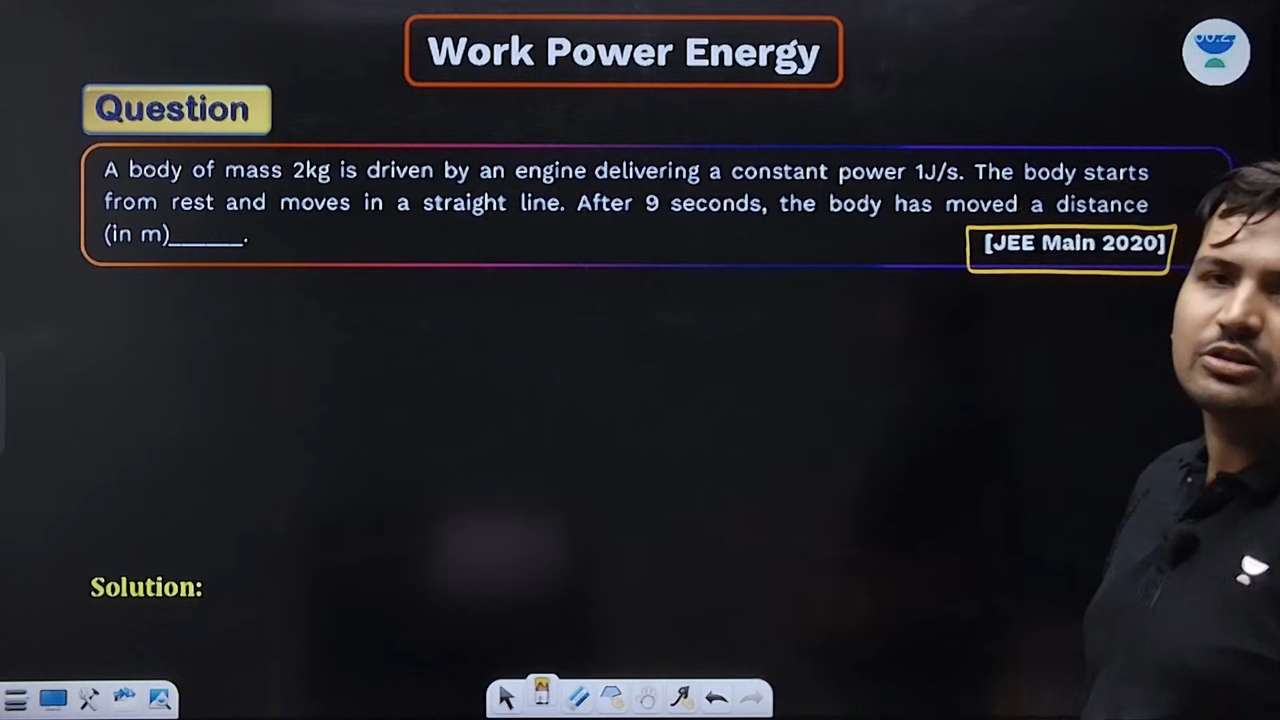 Work Power Energy
Question
A body of mass 2kg is driven by an engine delivering a constant power 1J/s. The body starts
from rest and moves in a straight line. After 9 seconds, the body has moved a distance
(in m)______.
[JEE Main 2020]
Solution: